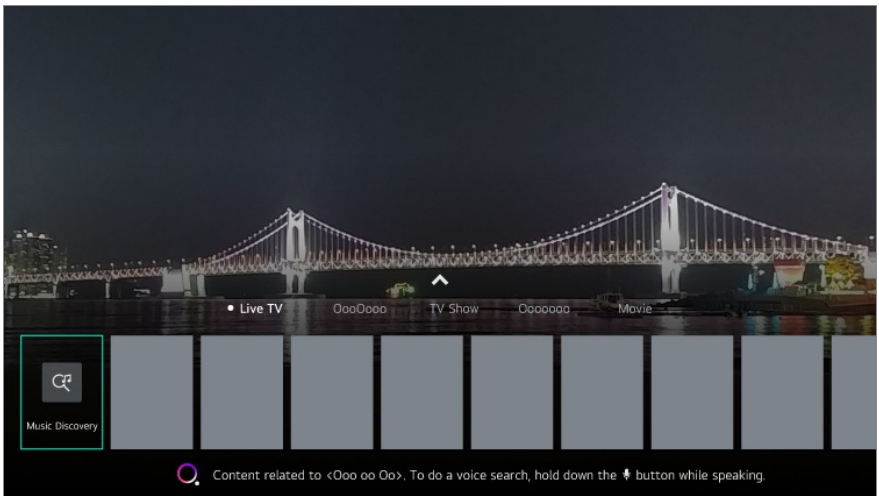 Live TV
OooOooo
TV Show
Ooooooo
Movie
Music Discovery
Content related to <Ooo oo Oo>. To do a voice search, hold down the button while speaking.